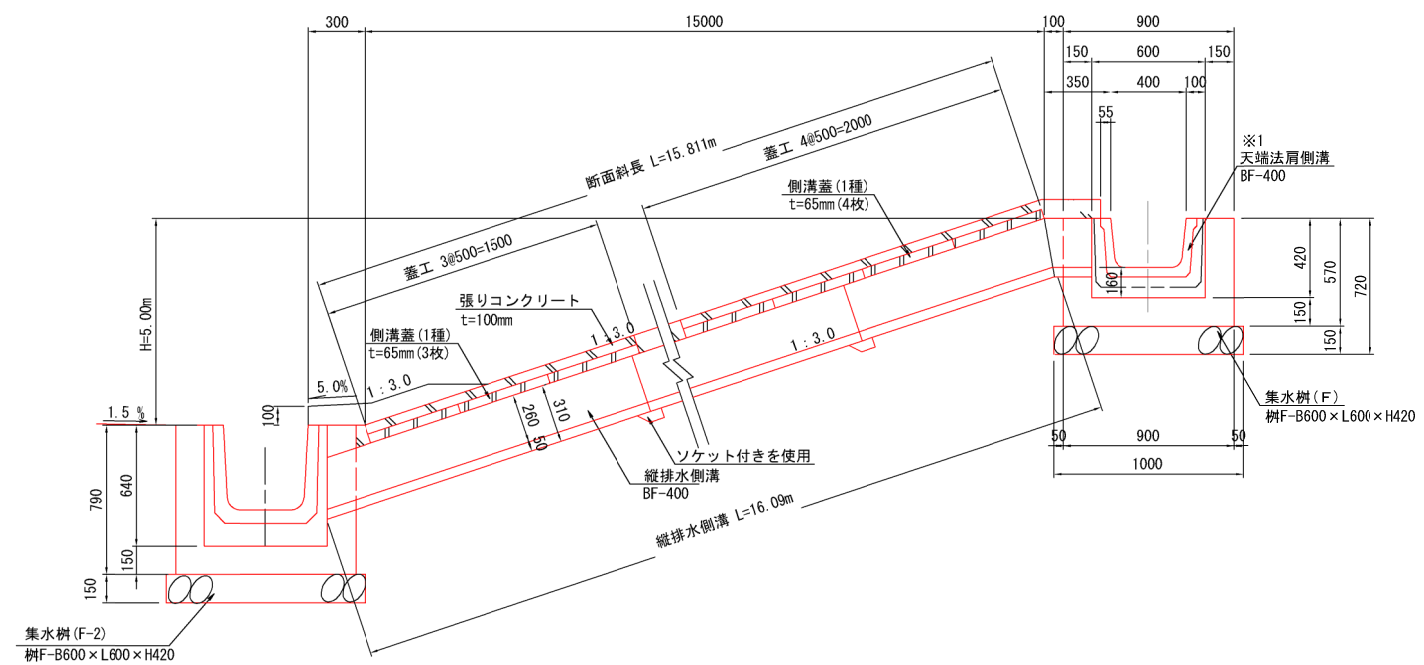 300
15000
100
900
150
600
150
350
400
100
55
※1
天端法肩側溝
BF-400
断面斜長 L=15.811m
蓋工 4@500=2000
側溝蓋(1種)
t=65mm(4枚)
蓋工 3@500=1500
張りコンクリート
t=100mm
側溝蓋(1種)
t=65mm(3枚)
1:3.0
1:3.0
1:3.0
H=5.00m
5.0%
1.5 %
100
160
420
570
720
150
150
260
50
310
ソケット付きを使用
縦排水側溝
BF-400
縦排水側溝 L=16.09m
集水桝(F)
桝F-B600×L600×H420
50
900
50
1000
790
640
150
150
集水桝(F-2)
桝F-B600×L600×H420